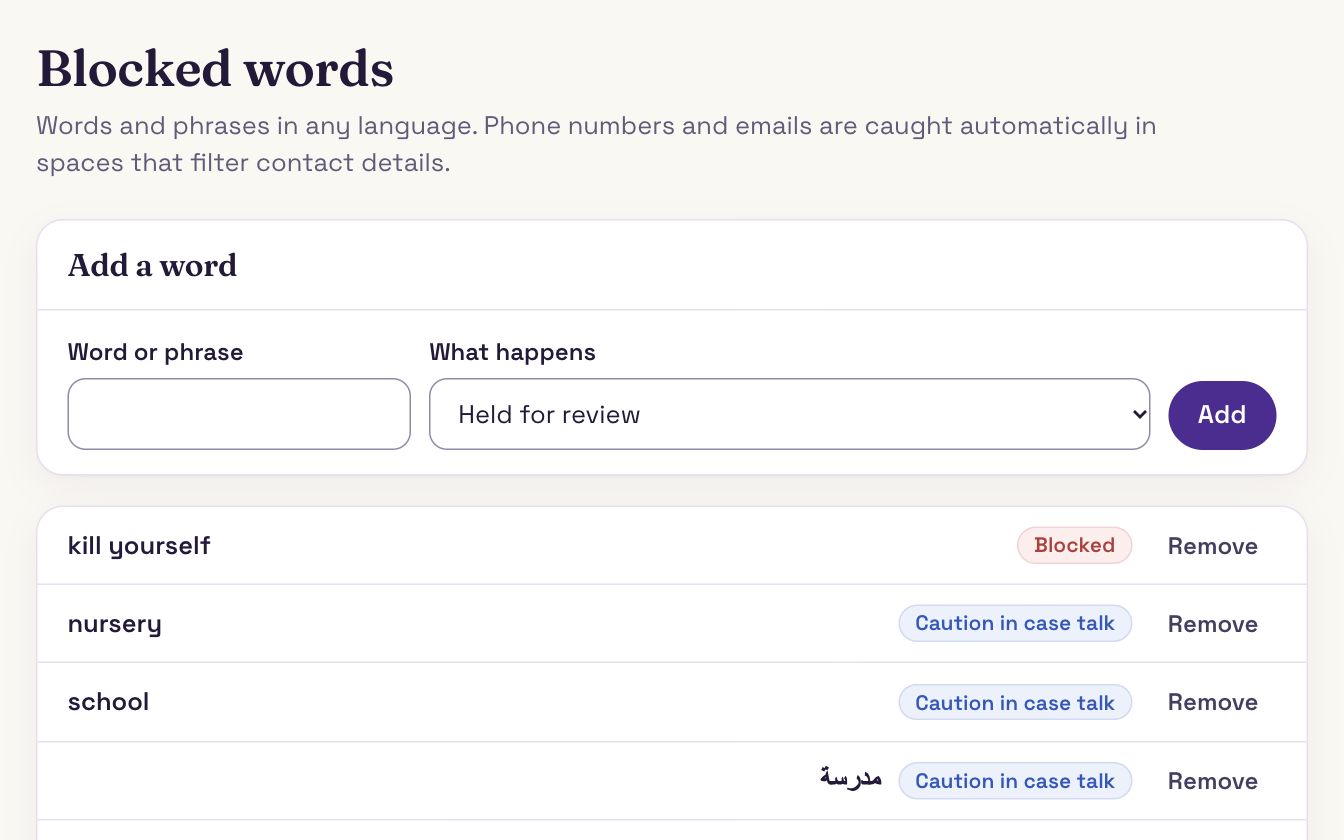 Blocked words
Words and phrases in any language. Phone numbers and emails are caught automatically in
spaces that filter contact details.
Add a word
Word or phrase
What happens
Held for review
Add
kill yourself
Blocked
Remove
nursery
Caution in case talk
Remove
school
Caution in case talk
Remove
مدرسة
Caution in case talk
Remove